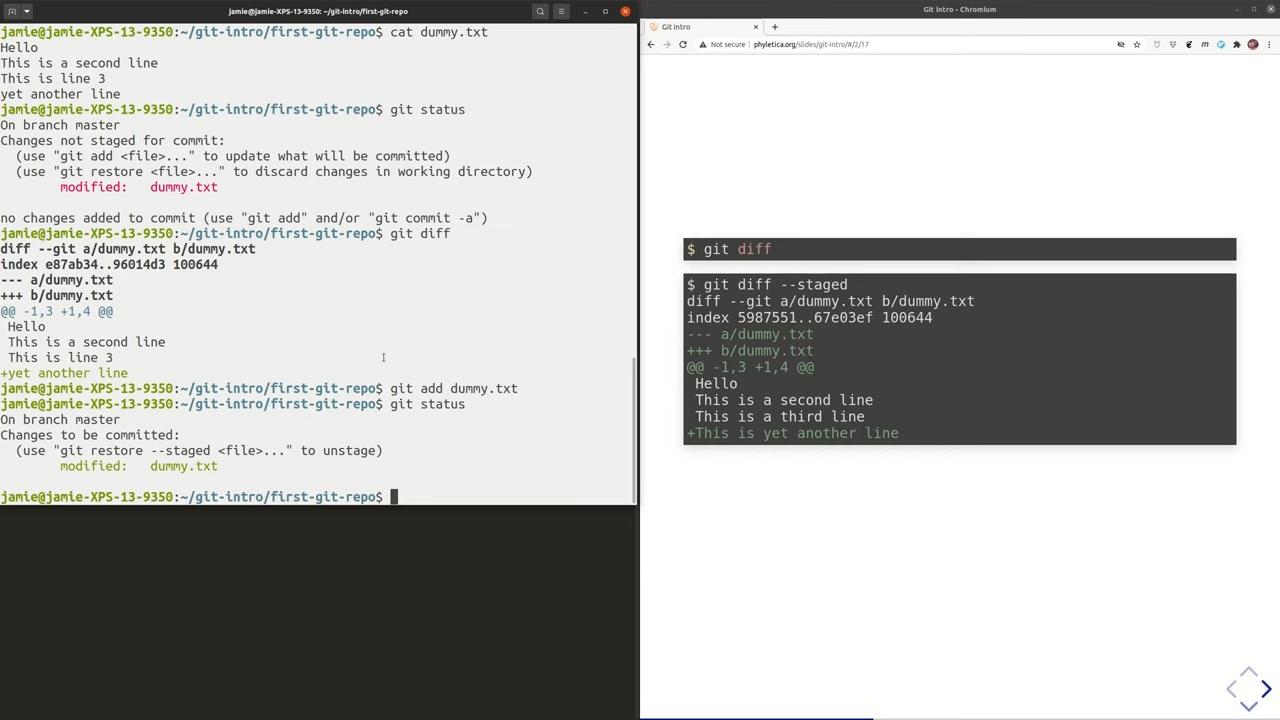 jamie@jamie-XPS-13-9350: ~/git-intro/first-git-repo
jamie@jamie-XPS-13-9350:~/git-intro/first-git-repo$ cat dummy.txt
Hello
This is a second line
This is line 3
yet another line
jamie@jamie-XPS-13-9350:~/git-intro/first-git-repo$ git status
On branch master
Changes not staged for commit:
  (use "git add <file>..." to update what will be committed)
  (use "git restore <file>..." to discard changes in working directory)
        modified:   dummy.txt
no changes added to commit (use "git add" and/or "git commit -a")
jamie@jamie-XPS-13-9350:~/git-intro/first-git-repo$ git diff
diff --git a/dummy.txt b/dummy.txt
index e87ab34..96014d3 100644
--- a/dummy.txt
+++ b/dummy.txt
@@ -1,3 +1,4 @@
 Hello
 This is a second line
 This is line 3
+yet another line
jamie@jamie-XPS-13-9350:~/git-intro/first-git-repo$ git add dummy.txt
jamie@jamie-XPS-13-9350:~/git-intro/first-git-repo$ git status
On branch master
Changes to be committed:
  (use "git restore --staged <file>..." to unstage)
        modified:   dummy.txt
jamie@jamie-XPS-13-9350:~/git-intro/first-git-repo$
Git intro - Chromium
Git intro
Not secure | phyletica.org/slides/git-intro/#/2/17
$ git diff
$ git diff --staged
diff --git a/dummy.txt b/dummy.txt
index 5987551..67e03ef 100644
--- a/dummy.txt
+++ b/dummy.txt
@@ -1,3 +1,4 @@
 Hello
 This is a second line
 This is a third line
+This is yet another line